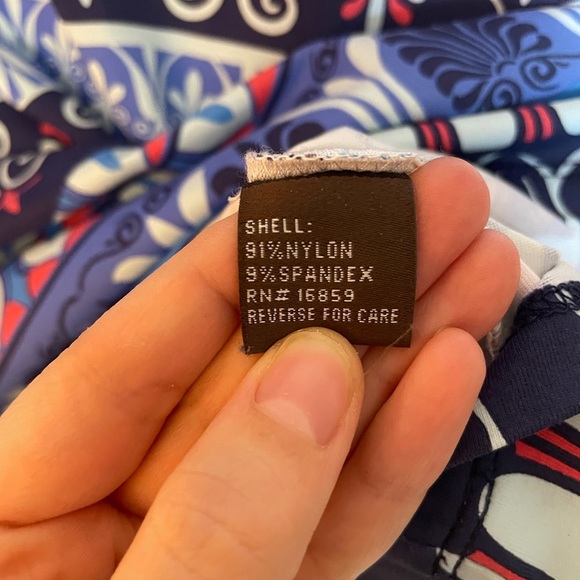 SHELL:
91%NYLON
9%SPANDEX
RN# 16859
REVERSE FOR CARE